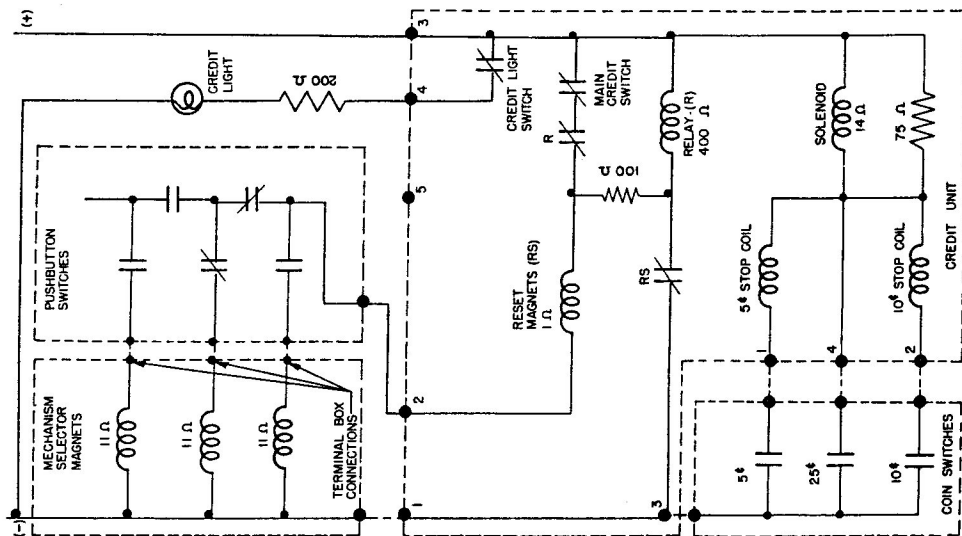 (-)
(+)
MECHANISM
SELECTOR
MAGNETS
11 Ω
11 Ω
11 Ω
TERMINAL BOX
CONNECTIONS
PUSHBUTTON
SWITCHES
CREDIT
LIGHT
200 Ω
1
2
5
4
3
CREDIT LIGHT
SWITCH
R
MAIN
CREDIT
SWITCH
RESET
MAGNETS (RS)
1 Ω
100 Ω
RS
RELAY-(R)
400 Ω
3
1
4
2
5¢ STOP COIL
10¢ STOP COIL
SOLENOID
14 Ω
75 Ω
CREDIT UNIT
5¢
25¢
10¢
COIN SWITCHES